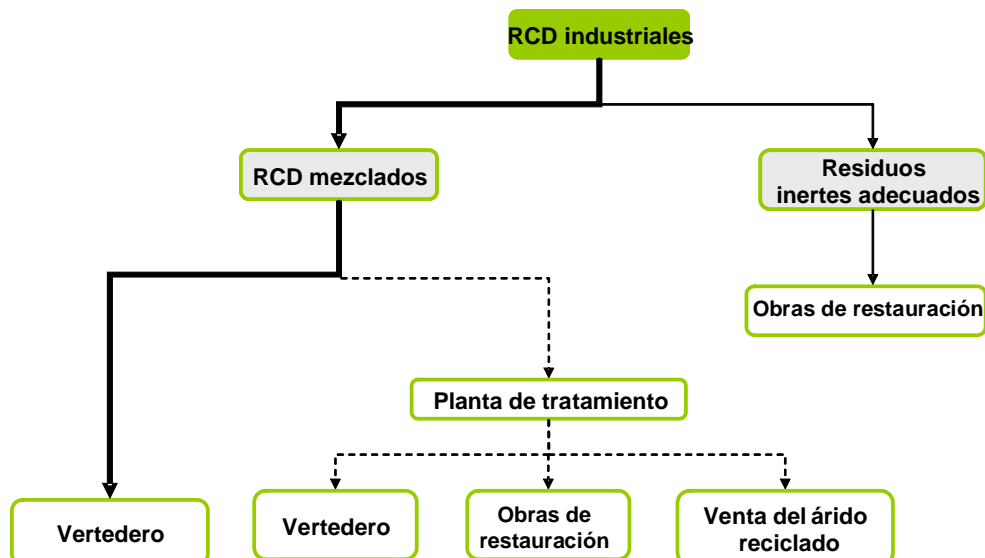 RCD industriales
RCD mezclados
Residuos
inertes adecuados
Obras de restauración
Planta de tratamiento
Vertedero
Vertedero
Obras de
restauración
Venta del árido
reciclado